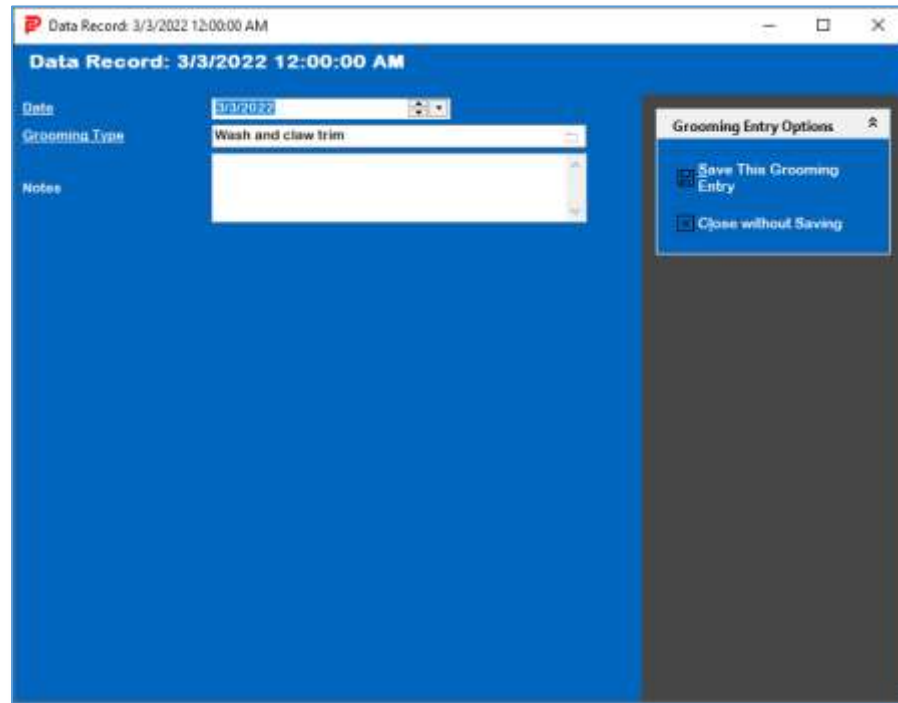 Data Record: 3/3/2022 12:00:00 AM
Data Record: 3/3/2022 12:00:00 AM
Date
3/3/2022
Grooming Type
Wash and claw trim
Notes
Grooming Entry Options
Save This Grooming
Entry
Close without Saving